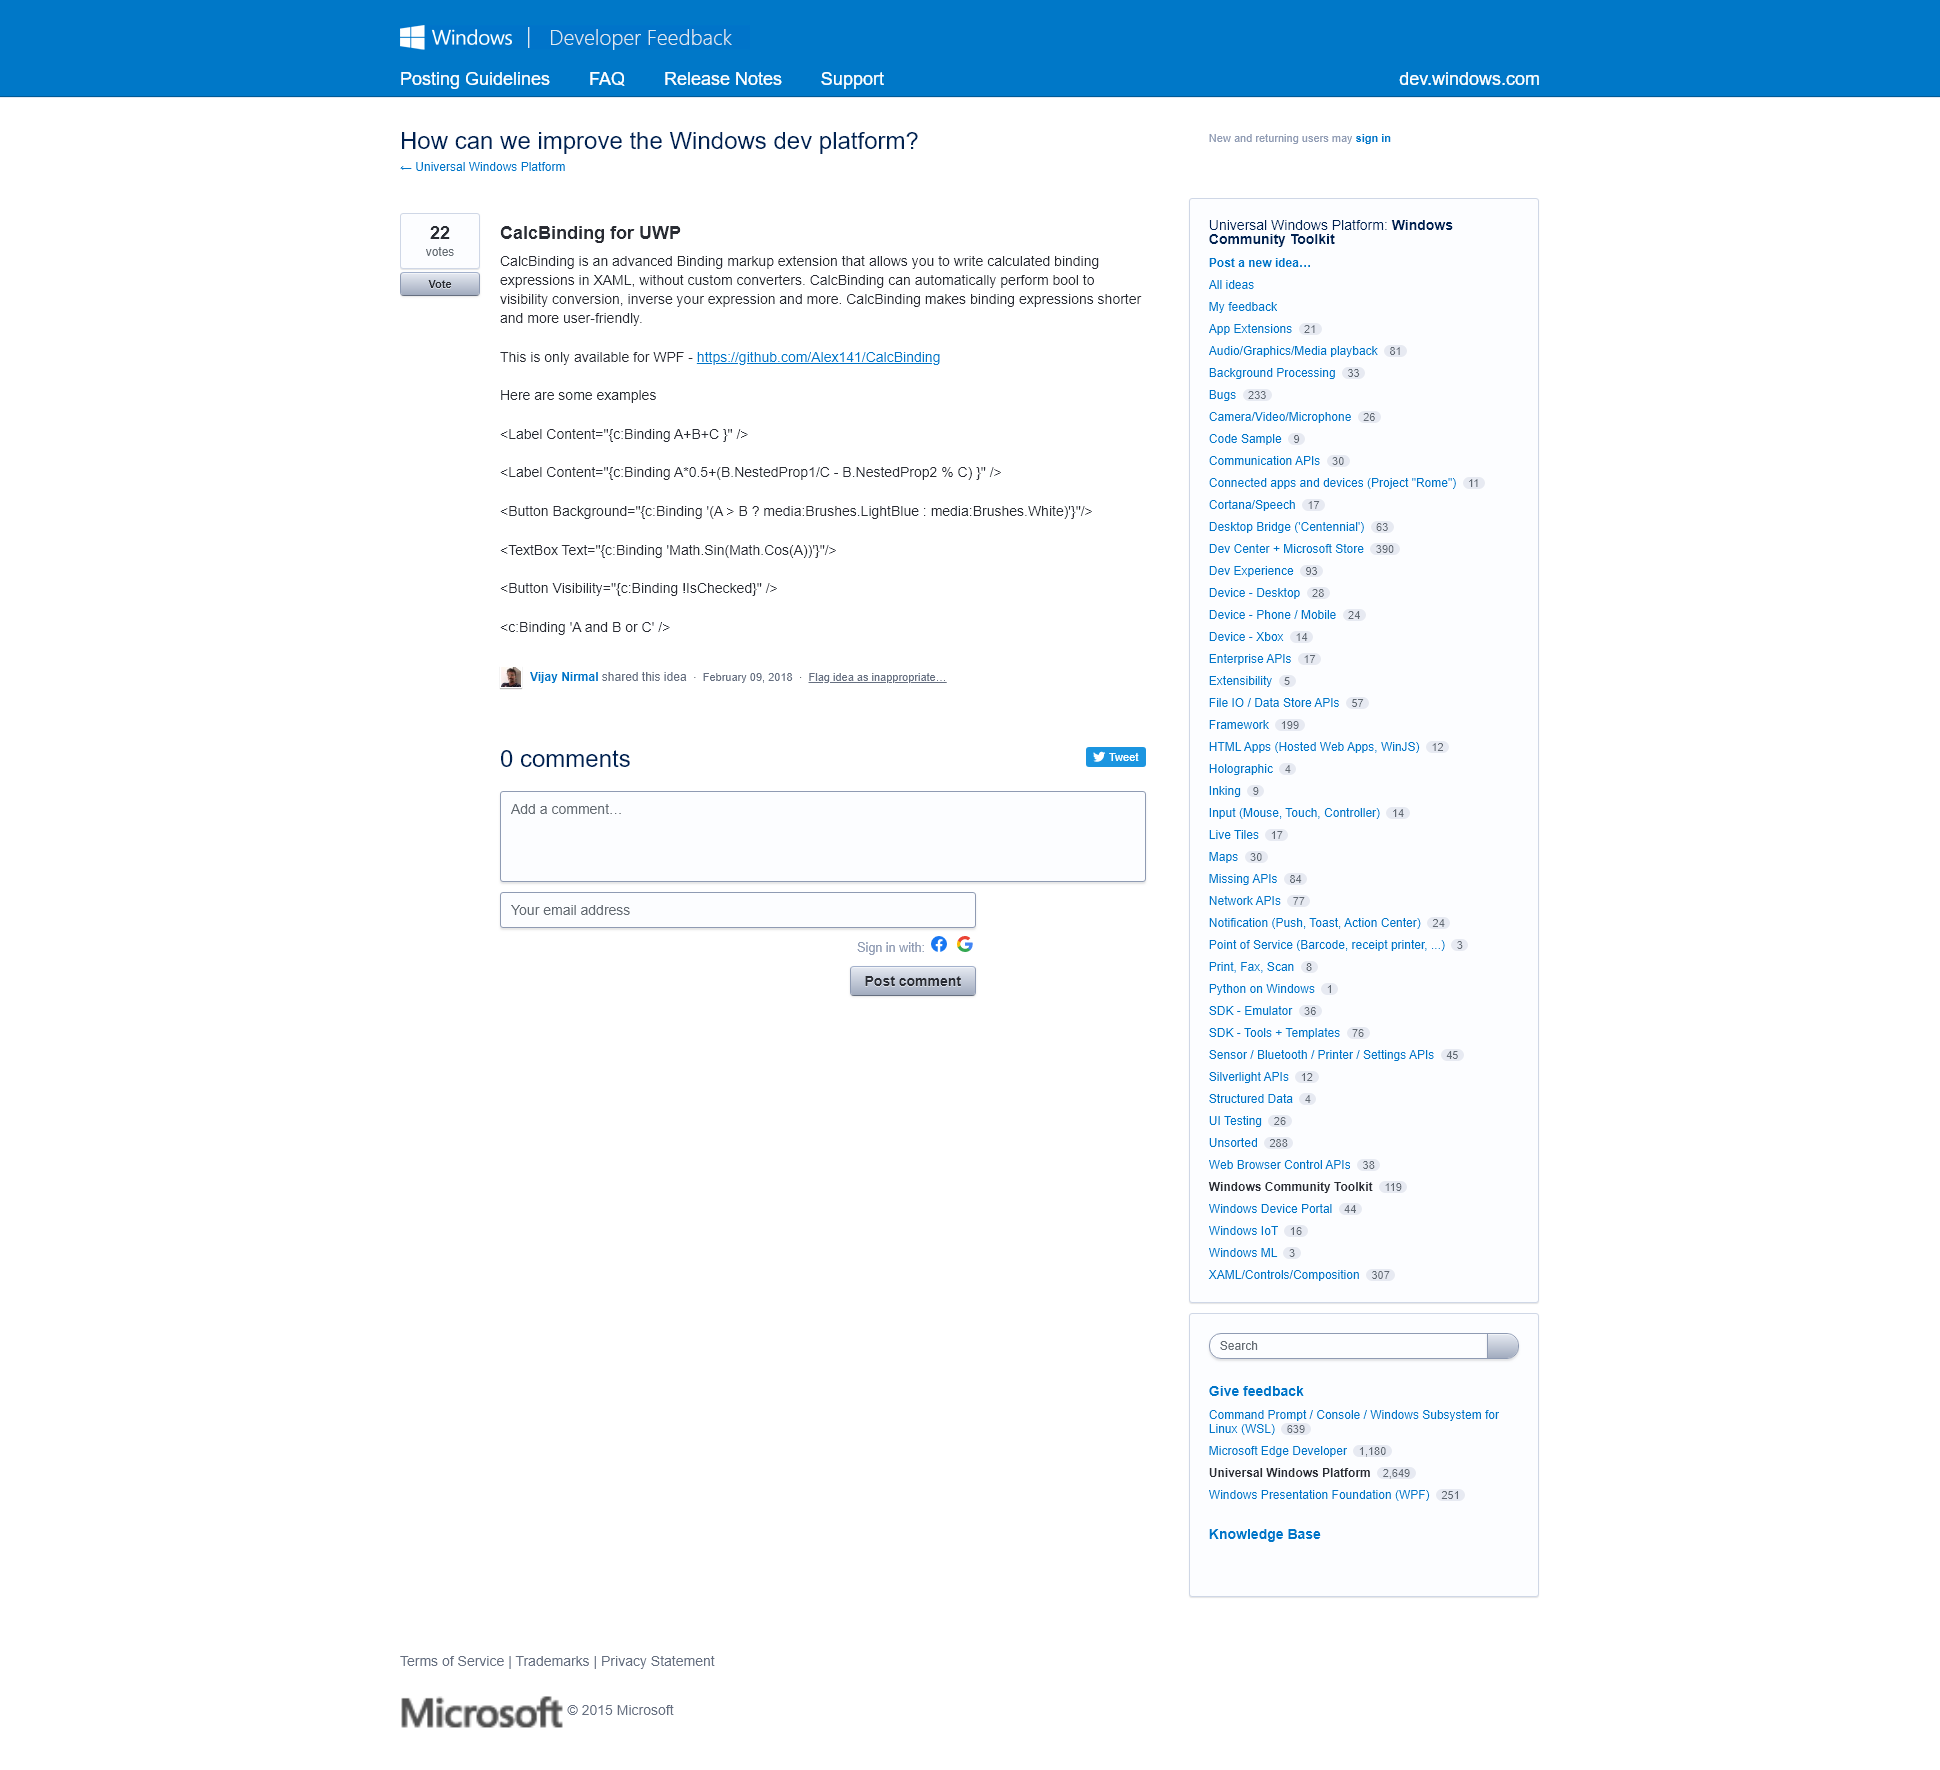 Windows | Developer Feedback
Posting Guidelines FAQ Release Notes Support dev.windows.com
How can we improve the Windows dev platform?
← Universal Windows Platform
New and returning users may sign in
22
votes
Vote
CalcBinding for UWP
CalcBinding is an advanced Binding markup extension that allows you to write calculated binding
expressions in XAML, without custom converters. CalcBinding can automatically perform bool to
visibility conversion, inverse your expression and more. CalcBinding makes binding expressions shorter
and more user-friendly.
This is only available for WPF - https://github.com/Alex141/CalcBinding
Here are some examples
<Label Content="{c:Binding A+B+C }" />
<Label Content="{c:Binding A*0.5+(B.NestedProp1/C - B.NestedProp2 % C) }" />
<Button Background="{c:Binding '(A > B ? media:Brushes.LightBlue : media:Brushes.White)'}"/>
<TextBox Text="{c:Binding 'Math.Sin(Math.Cos(A))'}"/>
<Button Visibility="{c:Binding !IsChecked}" />
<c:Binding 'A and B or C' />
Vijay Nirmal shared this idea · February 09, 2018 · Flag idea as inappropriate…
0 comments
Tweet
Add a comment…
Your email address
Sign in with:
Post comment
Universal Windows Platform: Windows
Community Toolkit
Post a new idea…
All ideas
My feedback
App Extensions 21
Audio/Graphics/Media playback 81
Background Processing 33
Bugs 233
Camera/Video/Microphone 26
Code Sample 9
Communication APIs 30
Connected apps and devices (Project "Rome") 11
Cortana/Speech 17
Desktop Bridge ('Centennial') 63
Dev Center + Microsoft Store 390
Dev Experience 93
Device - Desktop 28
Device - Phone / Mobile 24
Device - Xbox 14
Enterprise APIs 17
Extensibility 5
File IO / Data Store APIs 57
Framework 199
HTML Apps (Hosted Web Apps, WinJS) 12
Holographic 4
Inking 9
Input (Mouse, Touch, Controller) 14
Live Tiles 17
Maps 30
Missing APIs 84
Network APIs 77
Notification (Push, Toast, Action Center) 24
Point of Service (Barcode, receipt printer, ...) 3
Print, Fax, Scan 8
Python on Windows 1
SDK - Emulator 36
SDK - Tools + Templates 76
Sensor / Bluetooth / Printer / Settings APIs 45
Silverlight APIs 12
Structured Data 4
UI Testing 26
Unsorted 288
Web Browser Control APIs 38
Windows Community Toolkit 119
Windows Device Portal 44
Windows IoT 16
Windows ML 3
XAML/Controls/Composition 307
Search
Give feedback
Command Prompt / Console / Windows Subsystem for
Linux (WSL) 639
Microsoft Edge Developer 1,180
Universal Windows Platform 2,649
Windows Presentation Foundation (WPF) 251
Knowledge Base
Terms of Service | Trademarks | Privacy Statement
Microsoft © 2015 Microsoft